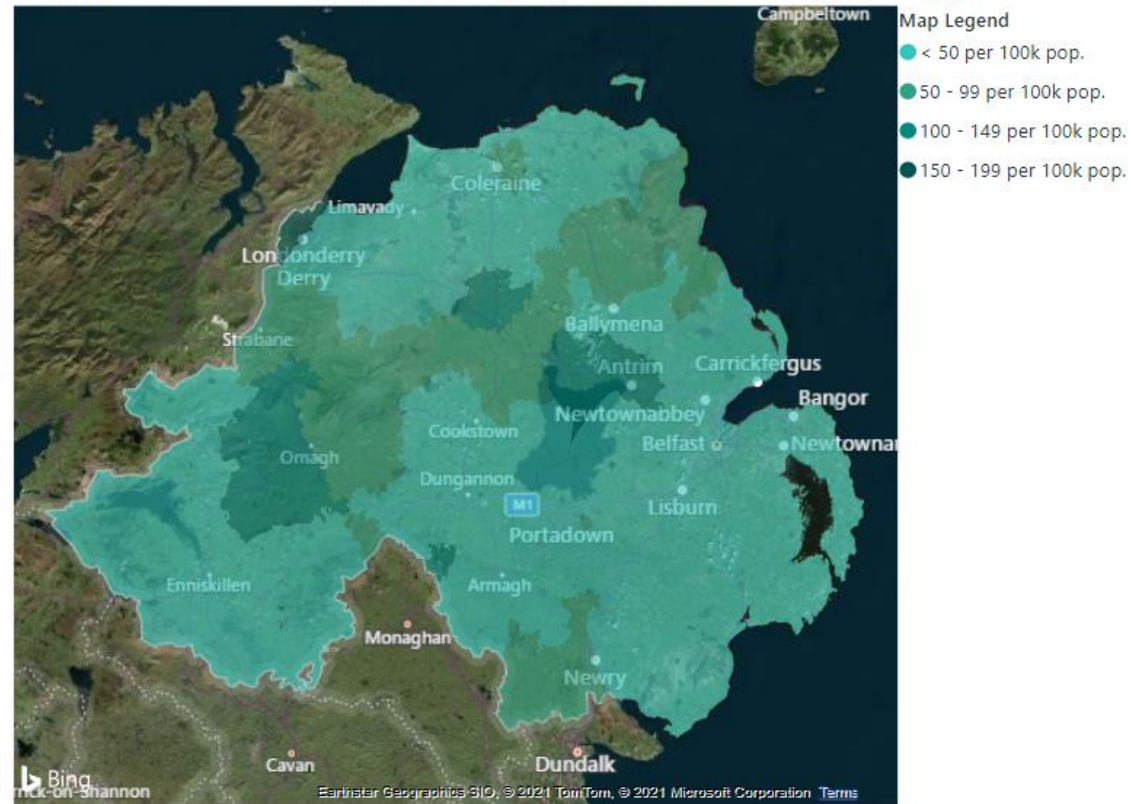 Campbeltown
Map Legend
< 50 per 100k pop.
50 - 99 per 100k pop.
100 - 149 per 100k pop.
150 - 199 per 100k pop.
Coleraine
Limavady
Londonderry
Derry
Strabane
Ballymena
Antrim
Carrickfergus
Bangor
Newtownabbey
Cookstown
Belfast
Newtownar
Omagh
Dungannon
M1
Lisburn
Portadown
Enniskillen
Armagh
Monaghan
Newry
Cavan
Dundalk
Bing
rrick-on-Shannon
Earthstar Geographics SIO, © 2021 TomTom, © 2021 Microsoft Corporation Terms